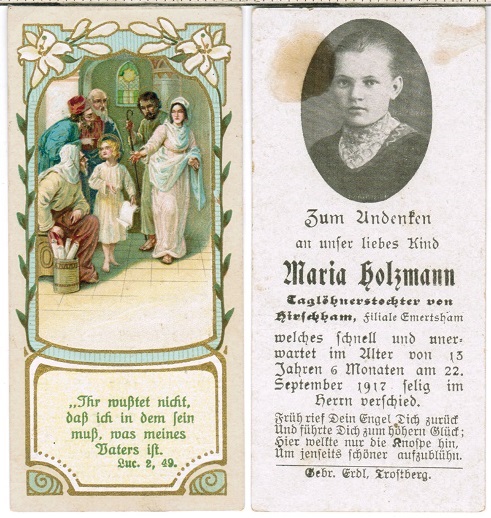 „Ihr wußtet nicht,
daß ich in dem sein
muß, was meines
Vaters ist.
Luc. 2, 49.
Zum Andenken
an unser liebes Kind
Maria Holzmann
Taglöhnerstochter von
Hirschham, Filiale Emertsham
welches schnell und uner-
wartet im Alter von 13
Jahren 6 Monaten am 22.
September 1917 selig im
Herrn verschied.
Früh rief Dein Engel Dich zurück
Und führte Dich zum höhern Glück;
Hier welkte nur die Knospe hin,
Um jenseits schöner aufzublühn.
Gebr. Erdl, Trostberg.